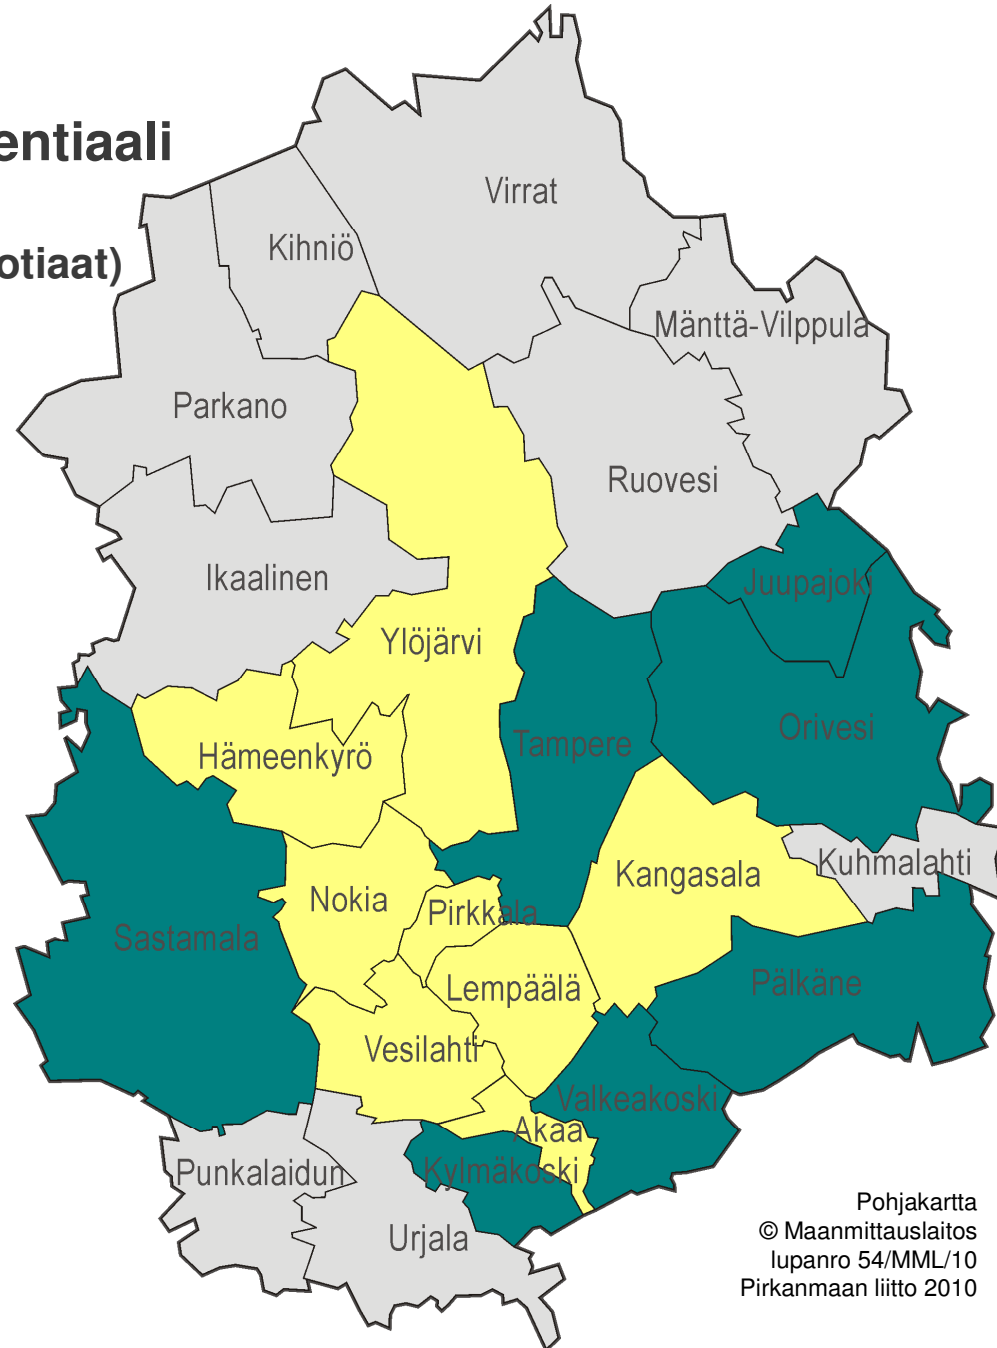 entiaali
otiaat)
Virrat
Kihniö
Mänttä-Vilppula
Parkano
Ruovesi
Ikaalinen
Juupajoki
Ylöjärvi
Orivesi
Tampere
Hämeenkyrö
Kuhmalahti
Kangasala
Nokia
Pirkkala
Sastamala
Pälkäne
Lempäälä
Vesilahti
Valkeakoski
Akaa
Kylmäkoski
Punkalaidun
Urjala
Pohjakartta
© Maanmittauslaitos
lupanro 54/MML/10
Pirkanmaan liitto 2010